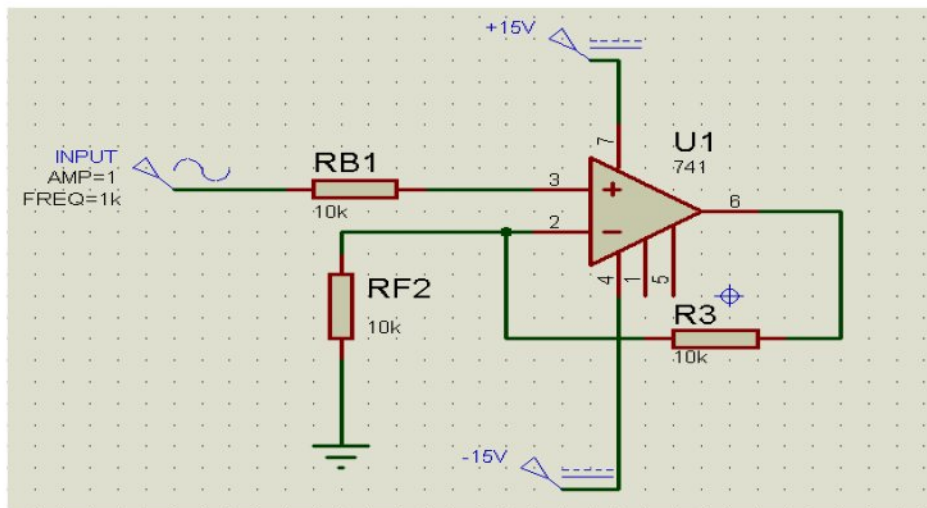 +15V
INPUT
AMP=1
FREQ=1k
RB1
10k
U1
741
7
3
2
6
4
1
5
RF2
10k
R3
10k
-15V